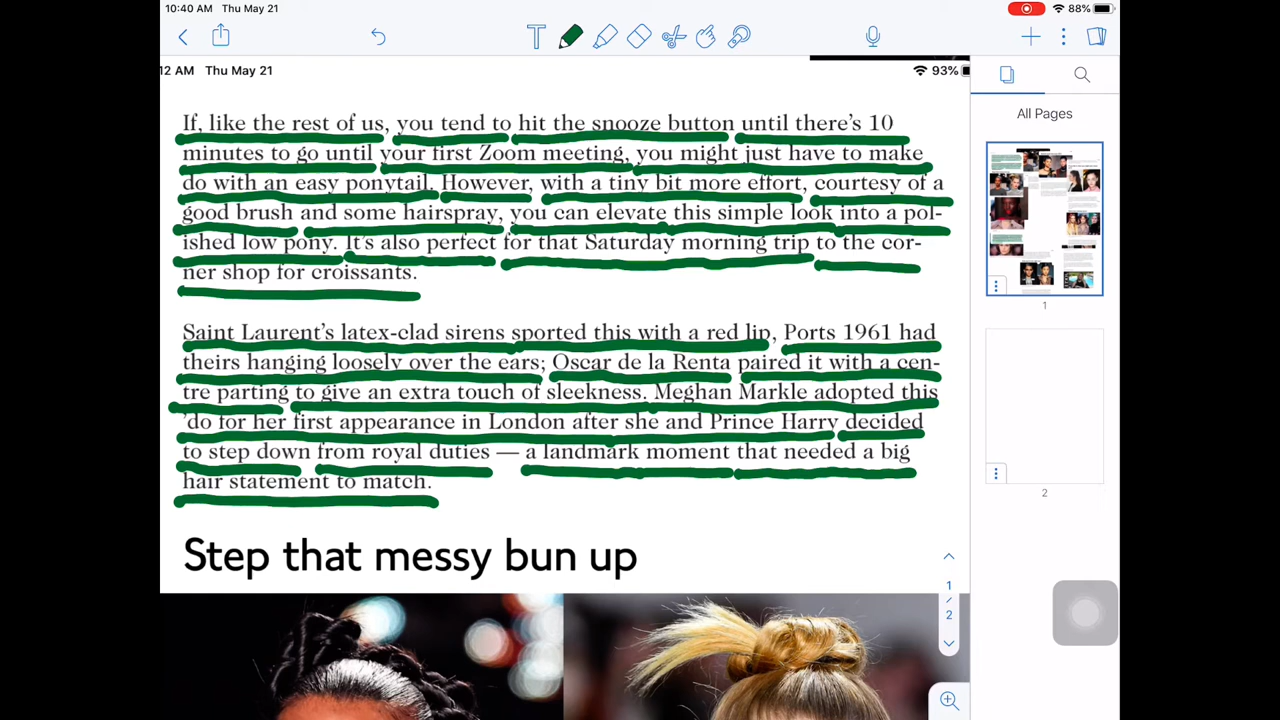 10:40 AM Thu May 21
88%
T
12 AM Thu May 21
93%
If, like the rest of us, you tend to hit the snooze button until there's 10
minutes to go until your first Zoom meeting, you might just have to make
do with an easy ponytail. However, with a tiny bit more effort, courtesy of a
good brush and some hairspray, you can elevate this simple look into a pol-
ished low pony. It's also perfect for that Saturday morning trip to the cor-
ner shop for croissants.
Saint Laurent's latex-clad sirens sported this with a red lip, Ports 1961 had
theirs hanging loosely over the ears; Oscar de la Renta paired it with a cen-
tre parting to give an extra touch of sleekness. Meghan Markle adopted this
'do for her first appearance in London after she and Prince Harry decided
to step down from royal duties — a landmark moment that needed a big
hair statement to match.
Step that messy bun up
1
/
2
All Pages
1
2